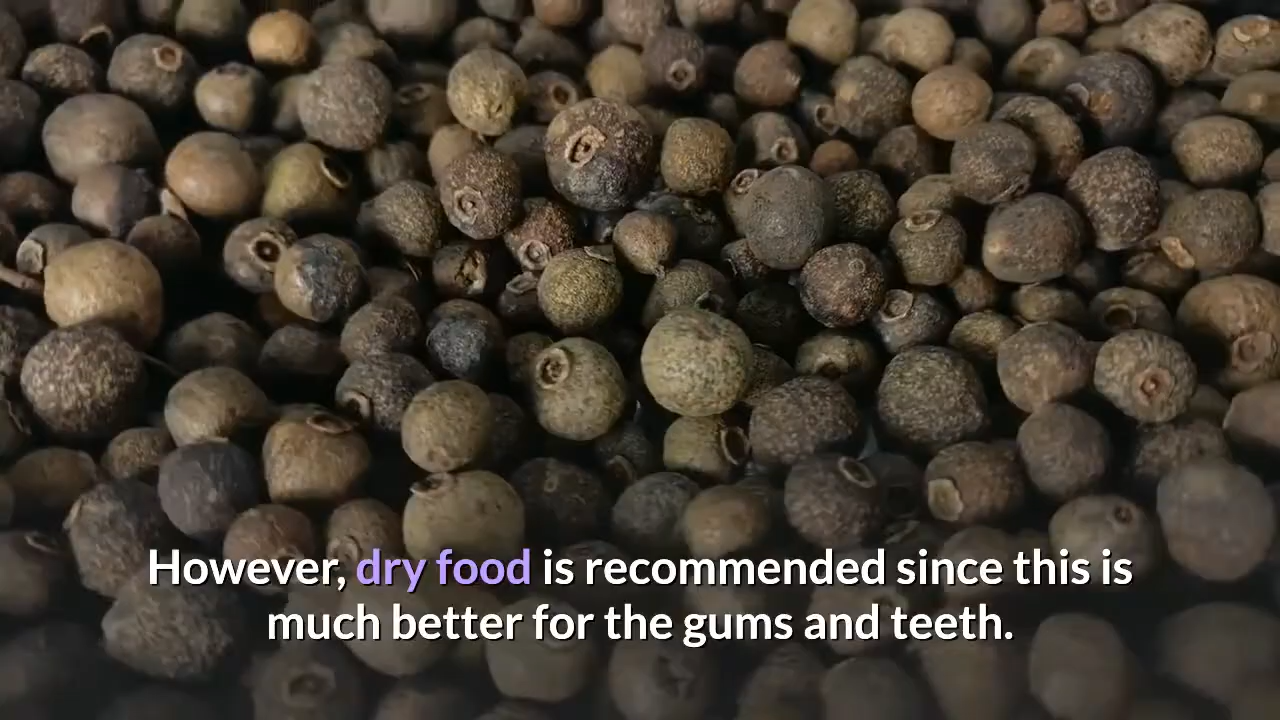 However, dry food is recommended since this is
much better for the gums and teeth.